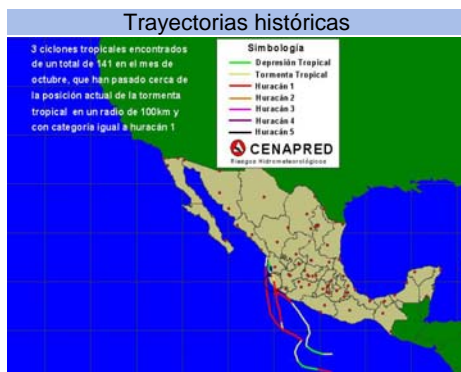 Trayectorias históricas
3 ciclones tropicales encontrados
de un total de 141 en el mes de
octubre, que han pasado cerca de
la posición actual de la tormenta
tropical en un radio de 100km y
con categoría igual a huracán 1
Simbología
Depresión Tropical
Tormenta Tropical
Huracán 1
Huracán 2
Huracán 3
Huracán 4
Huracán 5
CENAPRED
Riesgos Hidrometeorológicos